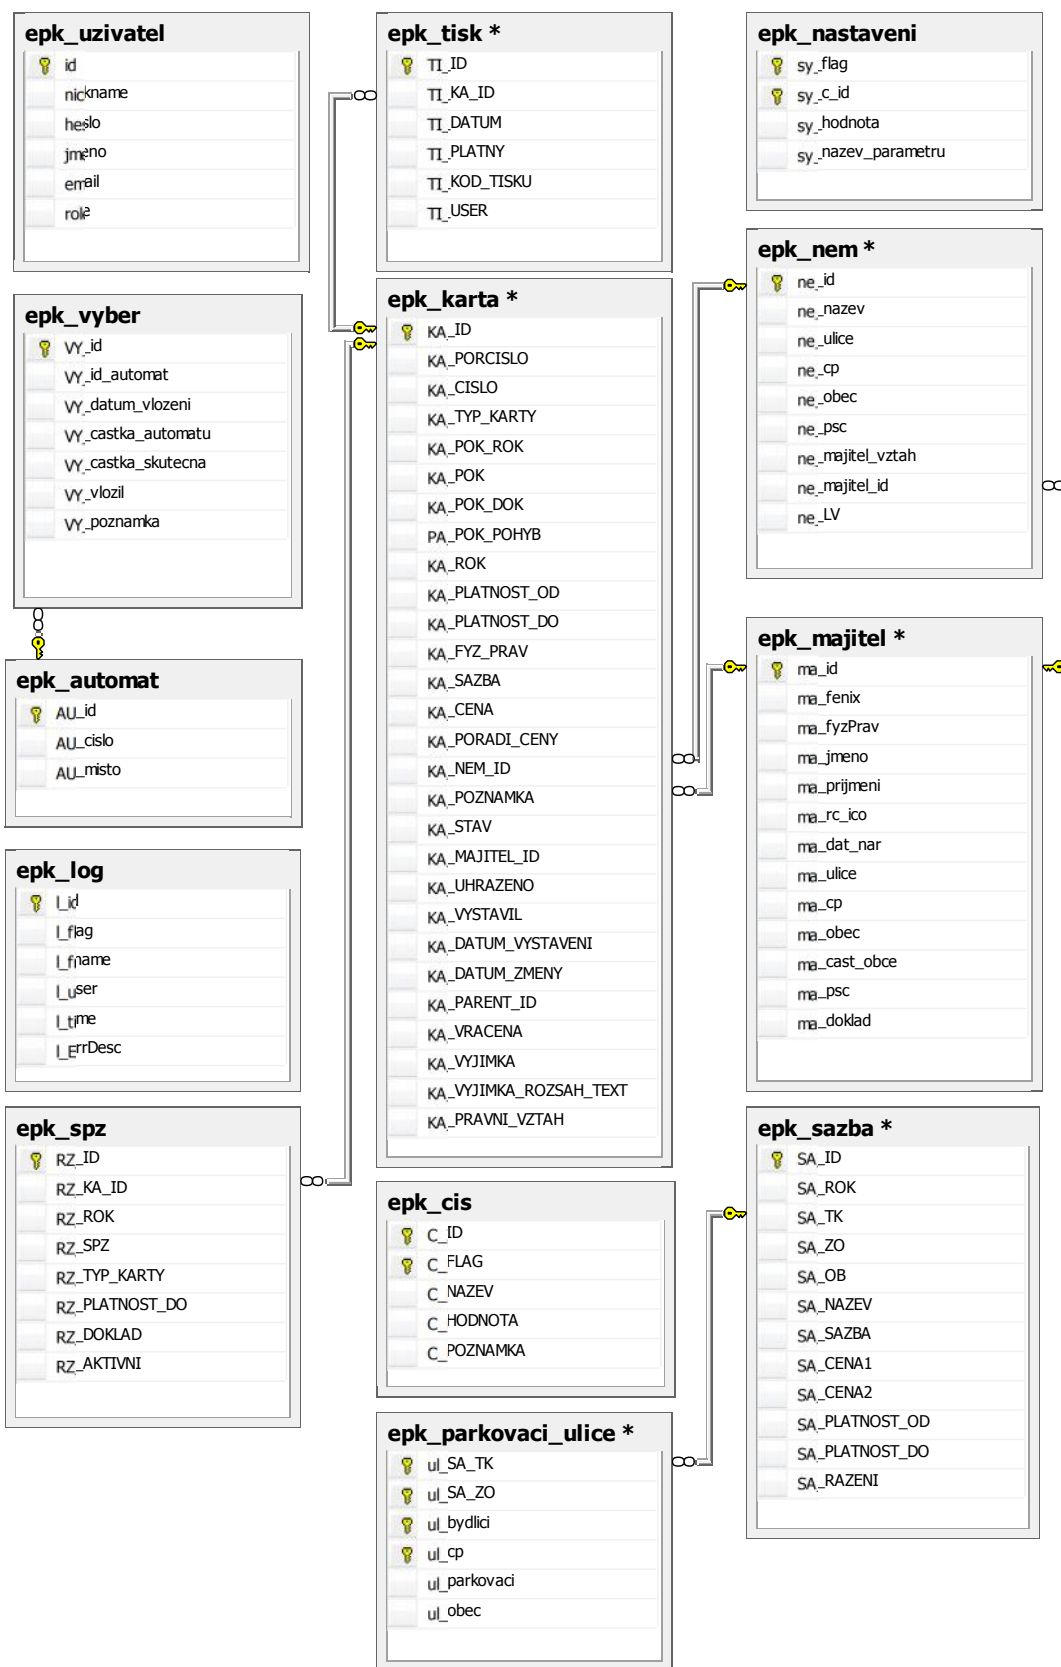 epk_uzivatel
id
nickname
heslo
jmeno
email
role
epk_vyber
VY_id
VY_id_automat
VY_datum_vlozeni
VY_castka_automatu
VY_castka_skutecna
VY_vlozil
VY_poznamka
epk_automat
AU_id
AU_cislo
AU_misto
epk_log
l_id
l_flag
l_fname
l_user
l_time
l_ErrDesc
epk_spz
RZ_ID
RZ_KA_ID
RZ_ROK
RZ_SPZ
RZ_TYP_KARTY
RZ_PLATNOST_DO
RZ_DOKLAD
RZ_AKTIVNI
epk_tisk *
TI_ID
TI_KA_ID
TI_DATUM
TI_PLATNY
TI_KOD_TISKU
TI_USER
epk_karta *
KA_ID
KA_PORCISLO
KA_CISLO
KA_TYP_KARTY
KA_POK_ROK
KA_POK
KA_POK_DOK
PA_POK_POHYB
KA_ROK
KA_PLATNOST_OD
KA_PLATNOST_DO
KA_FYZ_PRAV
KA_SAZBA
KA_CENA
KA_PORADI_CENY
KA_NEM_ID
KA_POZNAMKA
KA_STAV
KA_MAJITEL_ID
KA_UHRAZENO
KA_VYSTAVIL
KA_DATUM_VYSTAVENI
KA_DATUM_ZMENY
KA_PARENT_ID
KA_VRACENA
KA_VYJIMKA
KA_VYJIMKA_ROZSAH_TEXT
KA_PRAVNI_VZTAH
epk_cis
C_ID
C_FLAG
C_NAZEV
C_HODNOTA
C_POZNAMKA
epk_parkovaci_ulice *
ul_SA_TK
ul_SA_ZO
ul_bydlici
ul_cp
ul_parkovaci
ul_obec
epk_nastaveni
sy_flag
sy_c_id
sy_hodnota
sy_nazev_parametru
epk_nem *
ne_id
ne_nazev
ne_ulice
ne_cp
ne_obec
ne_psc
ne_majitel_vztah
ne_majitel_id
ne_LV
epk_majitel *
ma_id
ma_fenix
ma_fyzPrav
ma_jmeno
ma_prijmeni
ma_rc_ico
ma_dat_nar
ma_ulice
ma_cp
ma_obec
ma_cast_obce
ma_psc
ma_doklad
epk_sazba *
SA_ID
SA_ROK
SA_TK
SA_ZO
SA_OB
SA_NAZEV
SA_SAZBA
SA_CENA1
SA_CENA2
SA_PLATNOST_OD
SA_PLATNOST_DO
SA_RAZENI